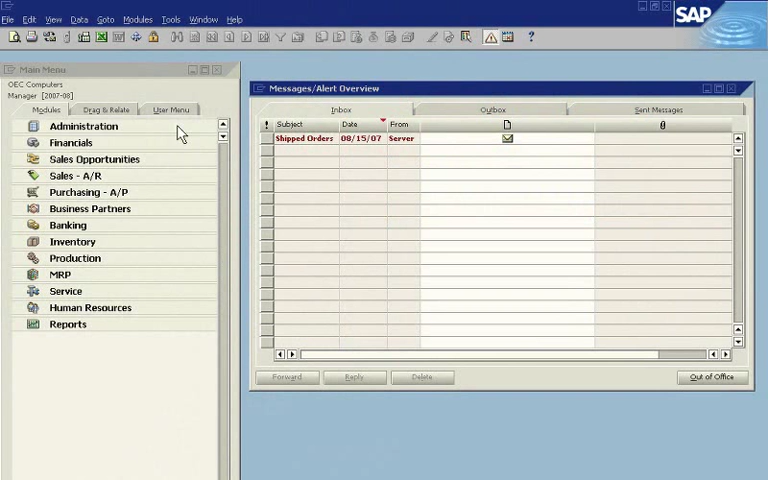 SAP
File Edit View Data Goto Modules Tools Window Help
Main Menu
OEC Computers
Manager [2007-08]
Modules Drag & Relate User Menu
Administration
Financials
Sales Opportunities
Sales - A/R
Purchasing - A/P
Business Partners
Banking
Inventory
Production
MRP
Service
Human Resources
Reports
Messages/Alert Overview
Inbox Outbox Sent Messages
! Subject Date From
Shipped Orders 08/15/07 Server
Forward Reply Delete Out of Office